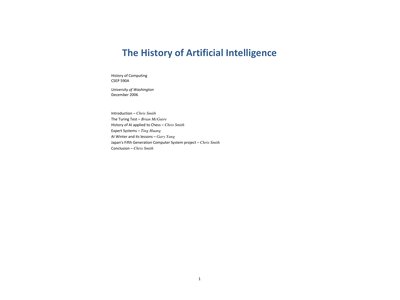 The History of Artificial Intelligence
History of Computing
CSEP 590A
University of Washington
December 2006
Introduction – Chris Smith
The Turing Test – Brian McGuire
History of AI applied to Chess – Chris Smith
Expert Systems – Ting Huang
AI Winter and its lessons – Gary Yang
Japan's Fifth Generation Computer System project – Chris Smith
Conclusion – Chris Smith
1